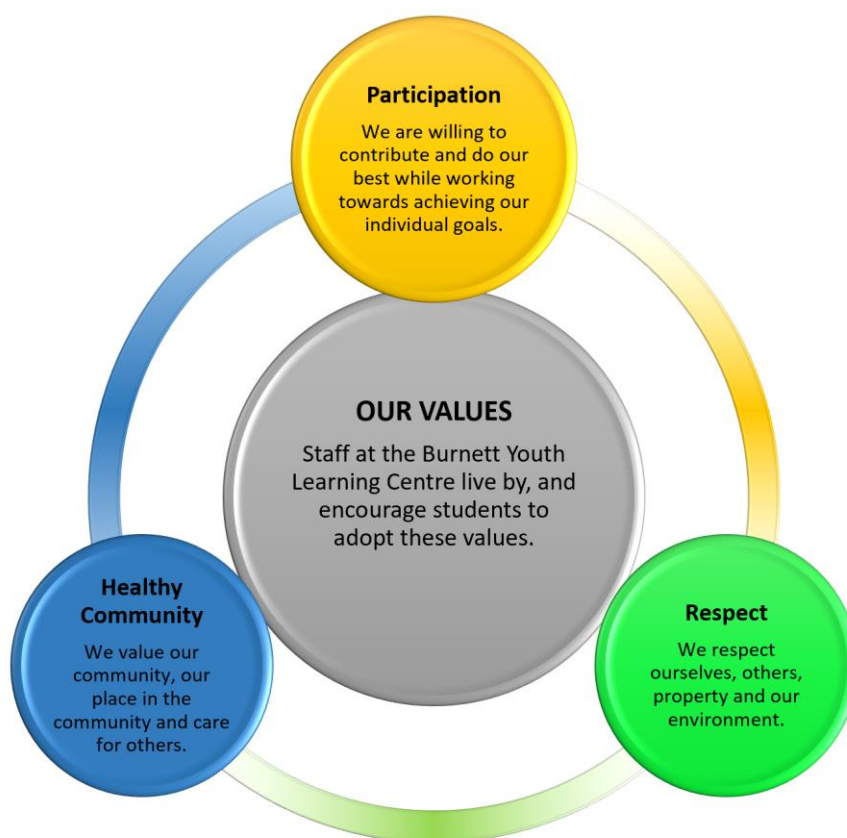 Participation
We are willing to
contribute and do our
best while working
towards achieving our
individual goals.
OUR VALUES
Staff at the Burnett Youth
Learning Centre live by, and
encourage students to
adopt these values.
Healthy
Community
We value our
community, our
place in the
community and care
for others.
Respect
We respect
ourselves, others,
property and our
environment.